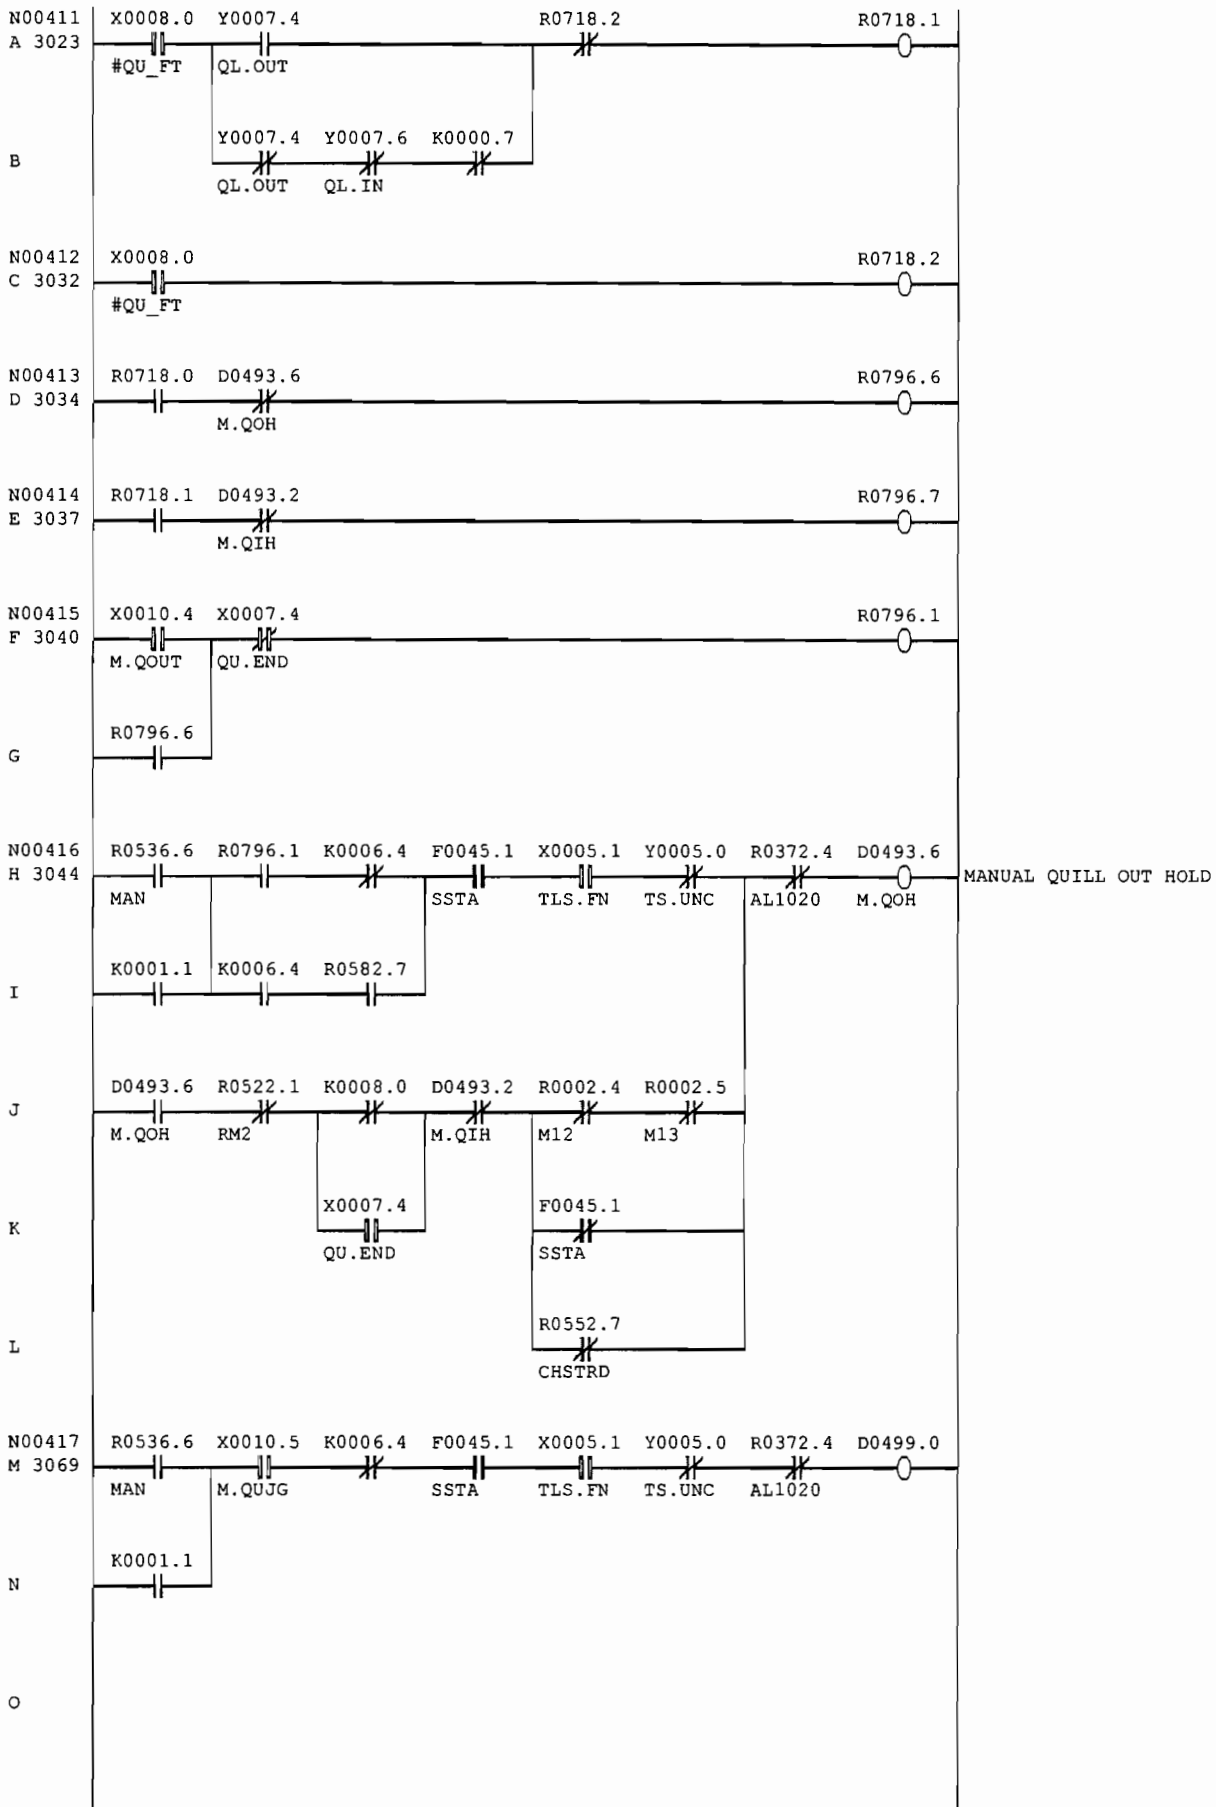 N00411 X0008.0 Y0007.4 R0718.2 R0718.1
A 3023
#QU_FT QL.OUT
Y0007.4 Y0007.6 K0000.7
B
QL.OUT QL.IN
N00412 X0008.0 R0718.2
C 3032
#QU_FT
N00413 R0718.0 D0493.6 R0796.6
D 3034
M.QOH
N00414 R0718.1 D0493.2 R0796.7
E 3037
M.QIH
N00415 X0010.4 X0007.4 R0796.1
F 3040
M.QOUT QU.END
R0796.6
G
N00416 R0536.6 R0796.1 K0006.4 F0045.1 X0005.1 Y0005.0 R0372.4 D0493.6
H 3044 MANUAL QUILL OUT HOLD
MAN SSTA TLS.FN TS.UNC AL1020 M.QOH
K0001.1 K0006.4 R0582.7
I
D0493.6 R0522.1 K0008.0 D0493.2 R0002.4 R0002.5
J
M.QOH RM2 M.QIH M12 M13
X0007.4 F0045.1
K
QU.END SSTA
R0552.7
L
CHSTRD
N00417 R0536.6 X0010.5 K0006.4 F0045.1 X0005.1 Y0005.0 R0372.4 D0499.0
M 3069
MAN M.QUJG SSTA TLS.FN TS.UNC AL1020
K0001.1
N
O